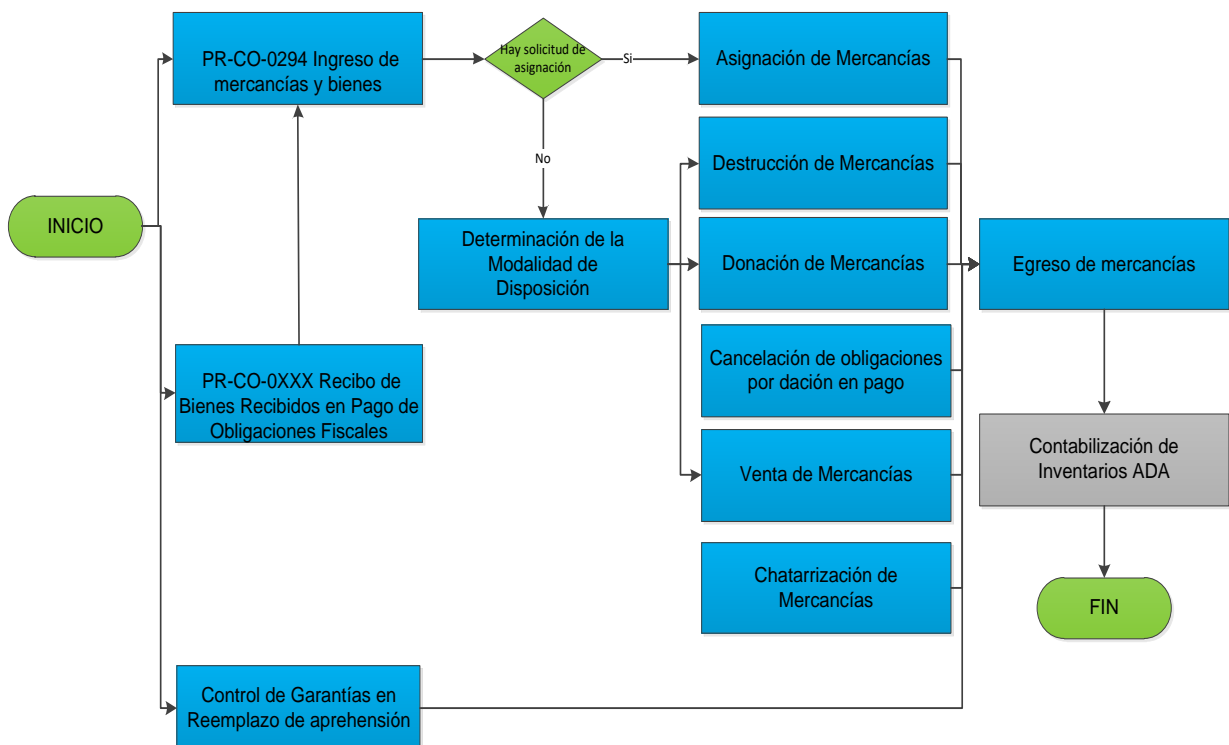 PR-CO-0294 Ingreso de
mercancías y bienes
Hay solicitud de
asignación
Si
Asignación de Mercancías
No
Destrucción de Mercancías
INICIO
Determinación de la
Modalidad de
Disposición
Donación de Mercancías
Egreso de mercancías
Cancelación de obligaciones
por dación en pago
PR-CO-0XXX Recibo de
Bienes Recibidos en Pago de
Obligaciones Fiscales
Contabilización de
Inventarios ADA
Venta de Mercancías
Chatarrización de
Mercancías
FIN
Control de Garantías en
Reemplazo de aprehensión